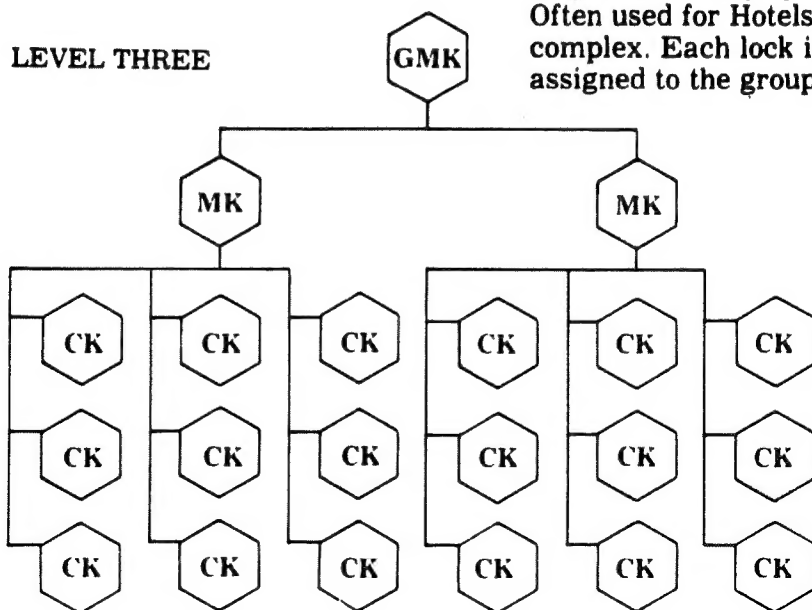 Often used for Hotels
LEVEL THREE
GMK
complex. Each lock i
assigned to the group
MK MK
CK CK CK CK CK CK
CK CK CK CK CK CK
CK CK CK CK CK CK